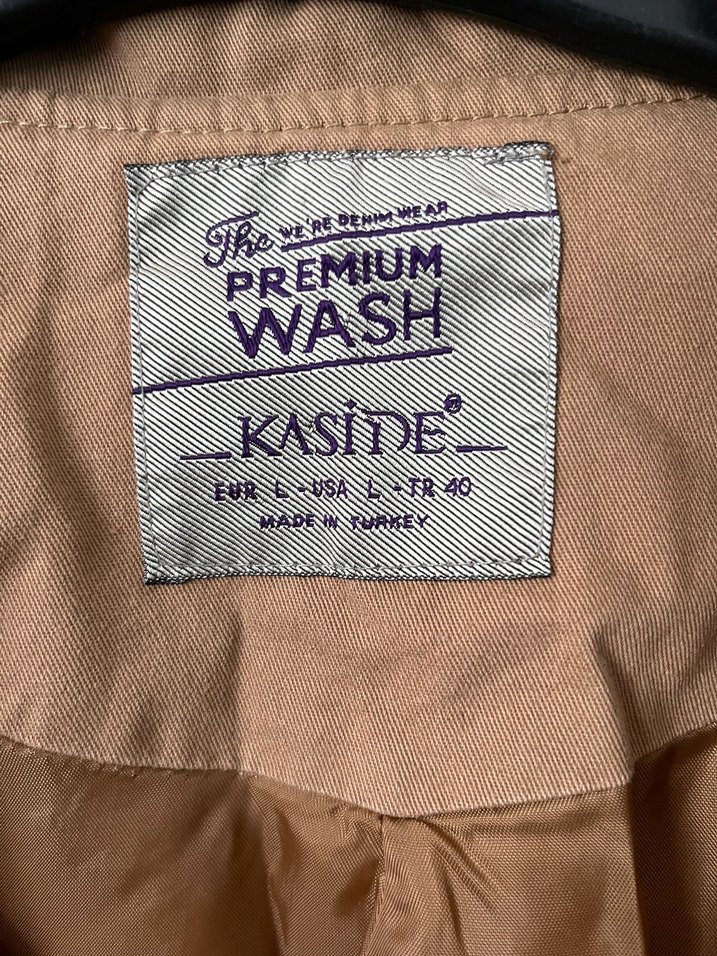 The WE'RE DENIM WEAR
PREMIUM
WASH
KASİDE®
EUR L - USA L - TR 40
MADE IN TURKEY